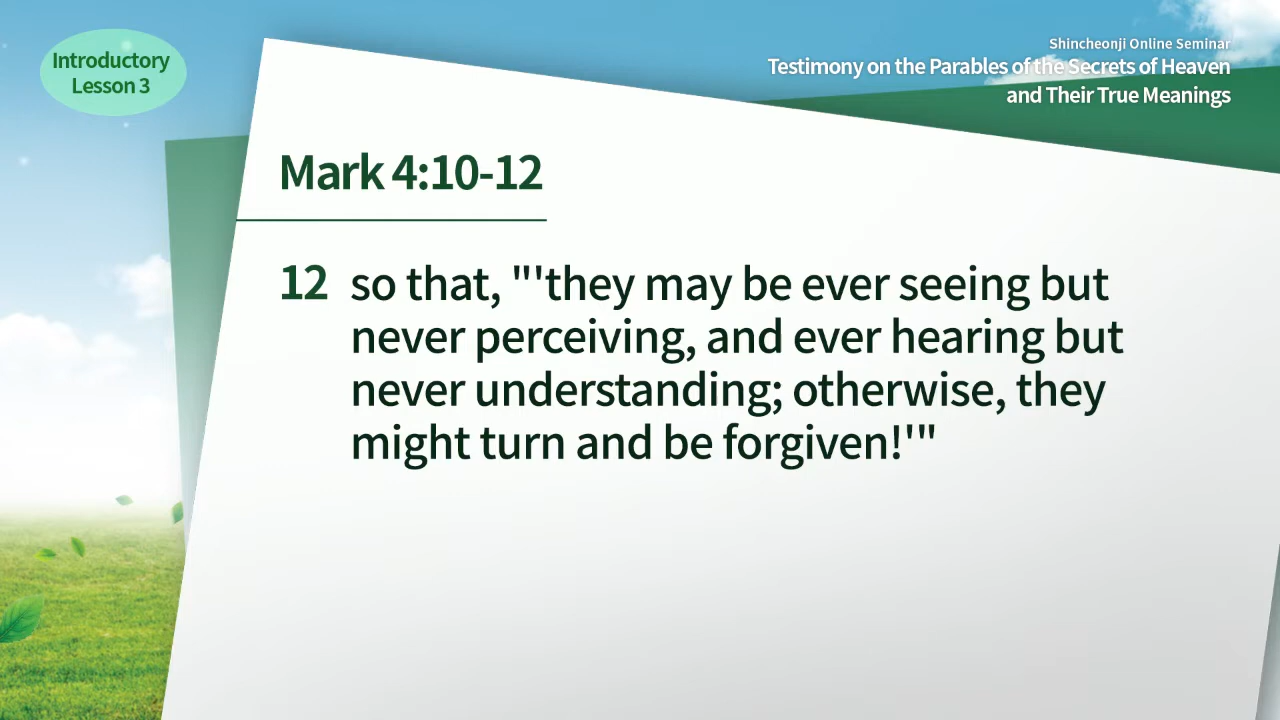 Introductory
Lesson 3
Shincheonji Online Seminar
Testimony on the Parables of the Secrets of Heaven
and Their True Meanings
Mark 4:10-12
12 so that, "'they may be ever seeing but
never perceiving, and ever hearing but
never understanding; otherwise, they
might turn and be forgiven!'"